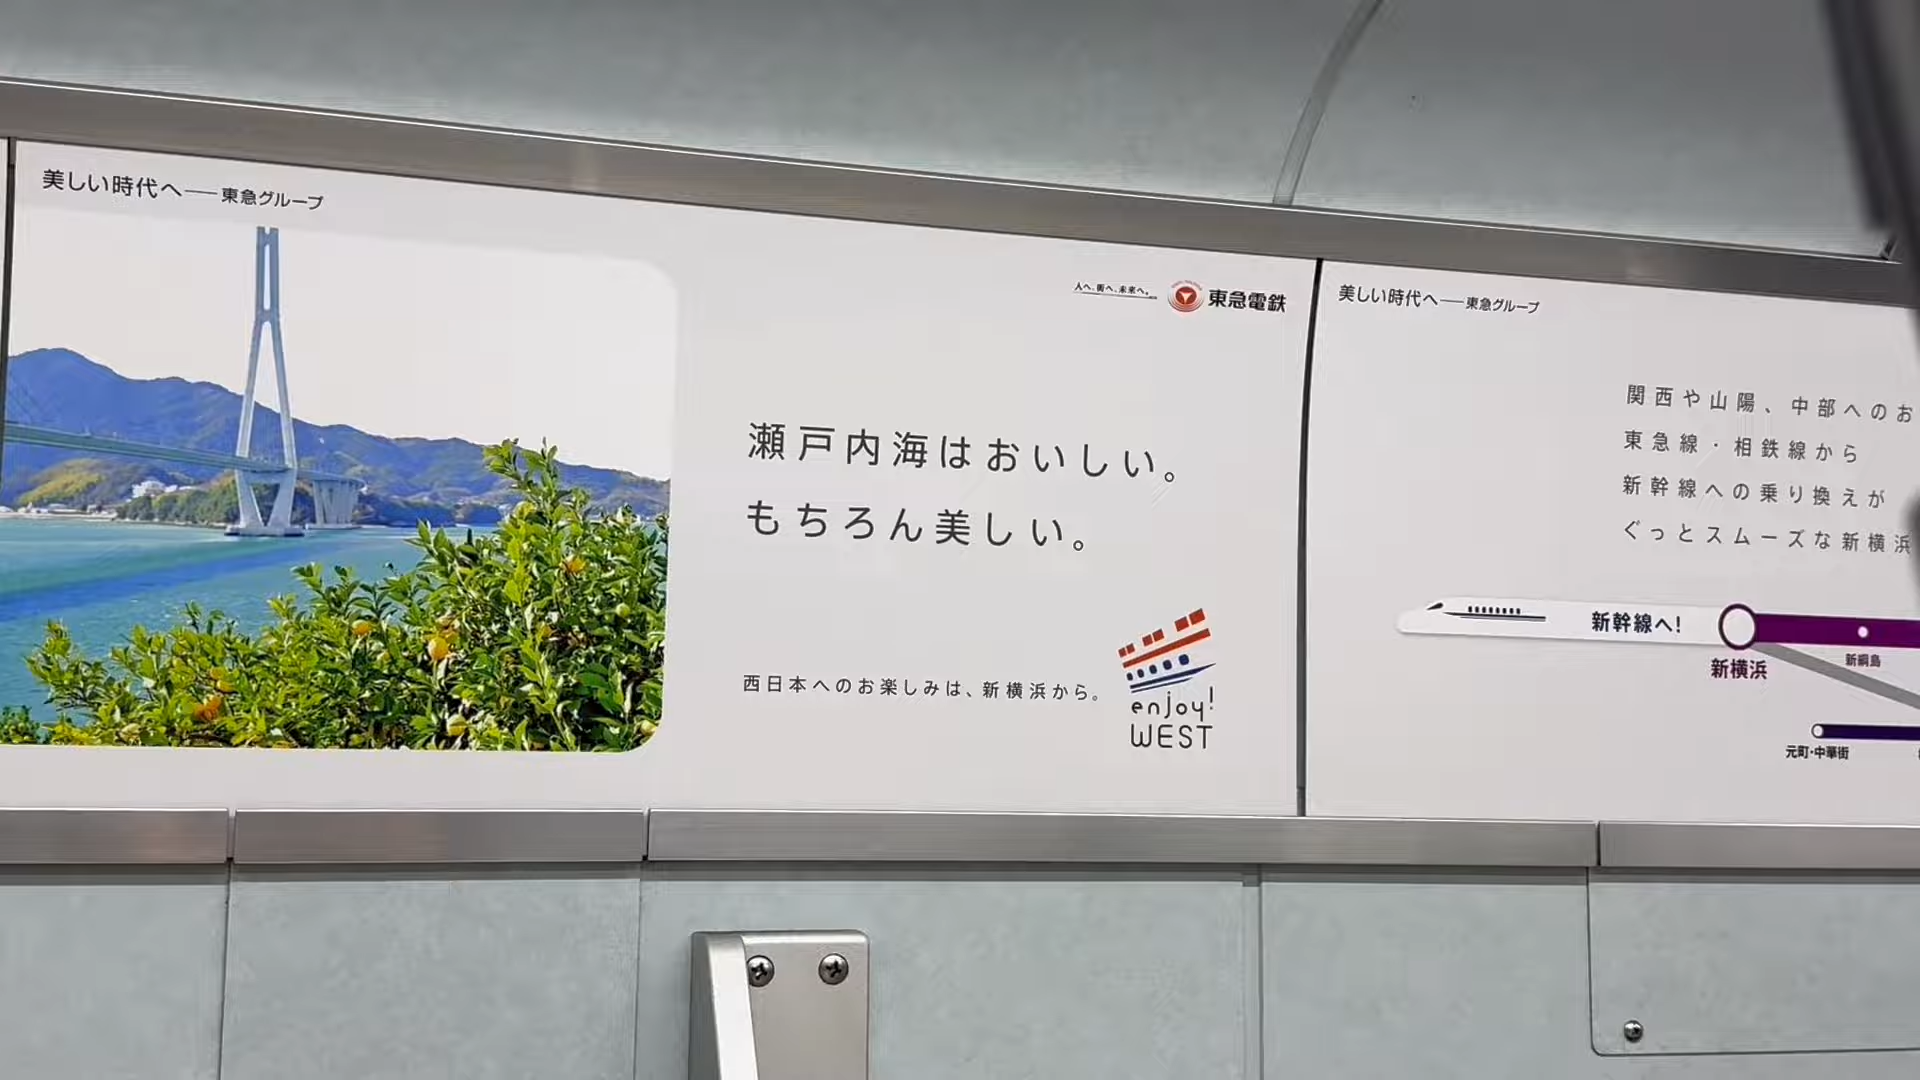 美しい時代へ——東急グループ
人へ、街へ、未来へ。
東急電鉄
瀬戸内海はおいしい。
もちろん美しい。
西日本へのお楽しみは、新横浜から。
enjoy!
WEST
美しい時代へ——東急グループ
関西や山陽、中部へのお
東急線・相鉄線から
新幹線への乗り換えが
ぐっとスムーズな新横浜
新幹線へ!
新横浜
新綱島
元町・中華街